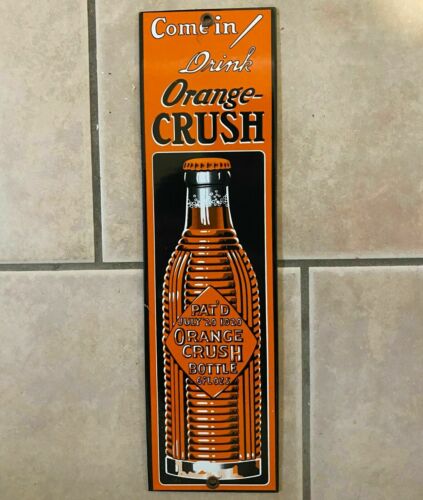 Come in!
Drink
Orange-
CRUSH
PAT'D
JULY 20 1920
ORANGE
CRUSH
BOTTLE
6 FL. OZS.